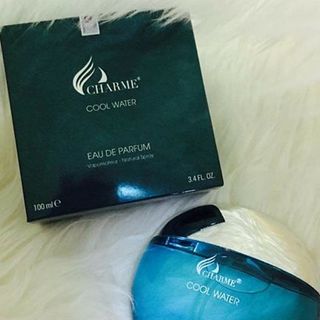 CHARME®
COOL WATER
EAU DE PARFUM
Vaporisateur - Natural Spray
100 ml ℮
3.4 FL. OZ.
CHARME®
COOL WATER